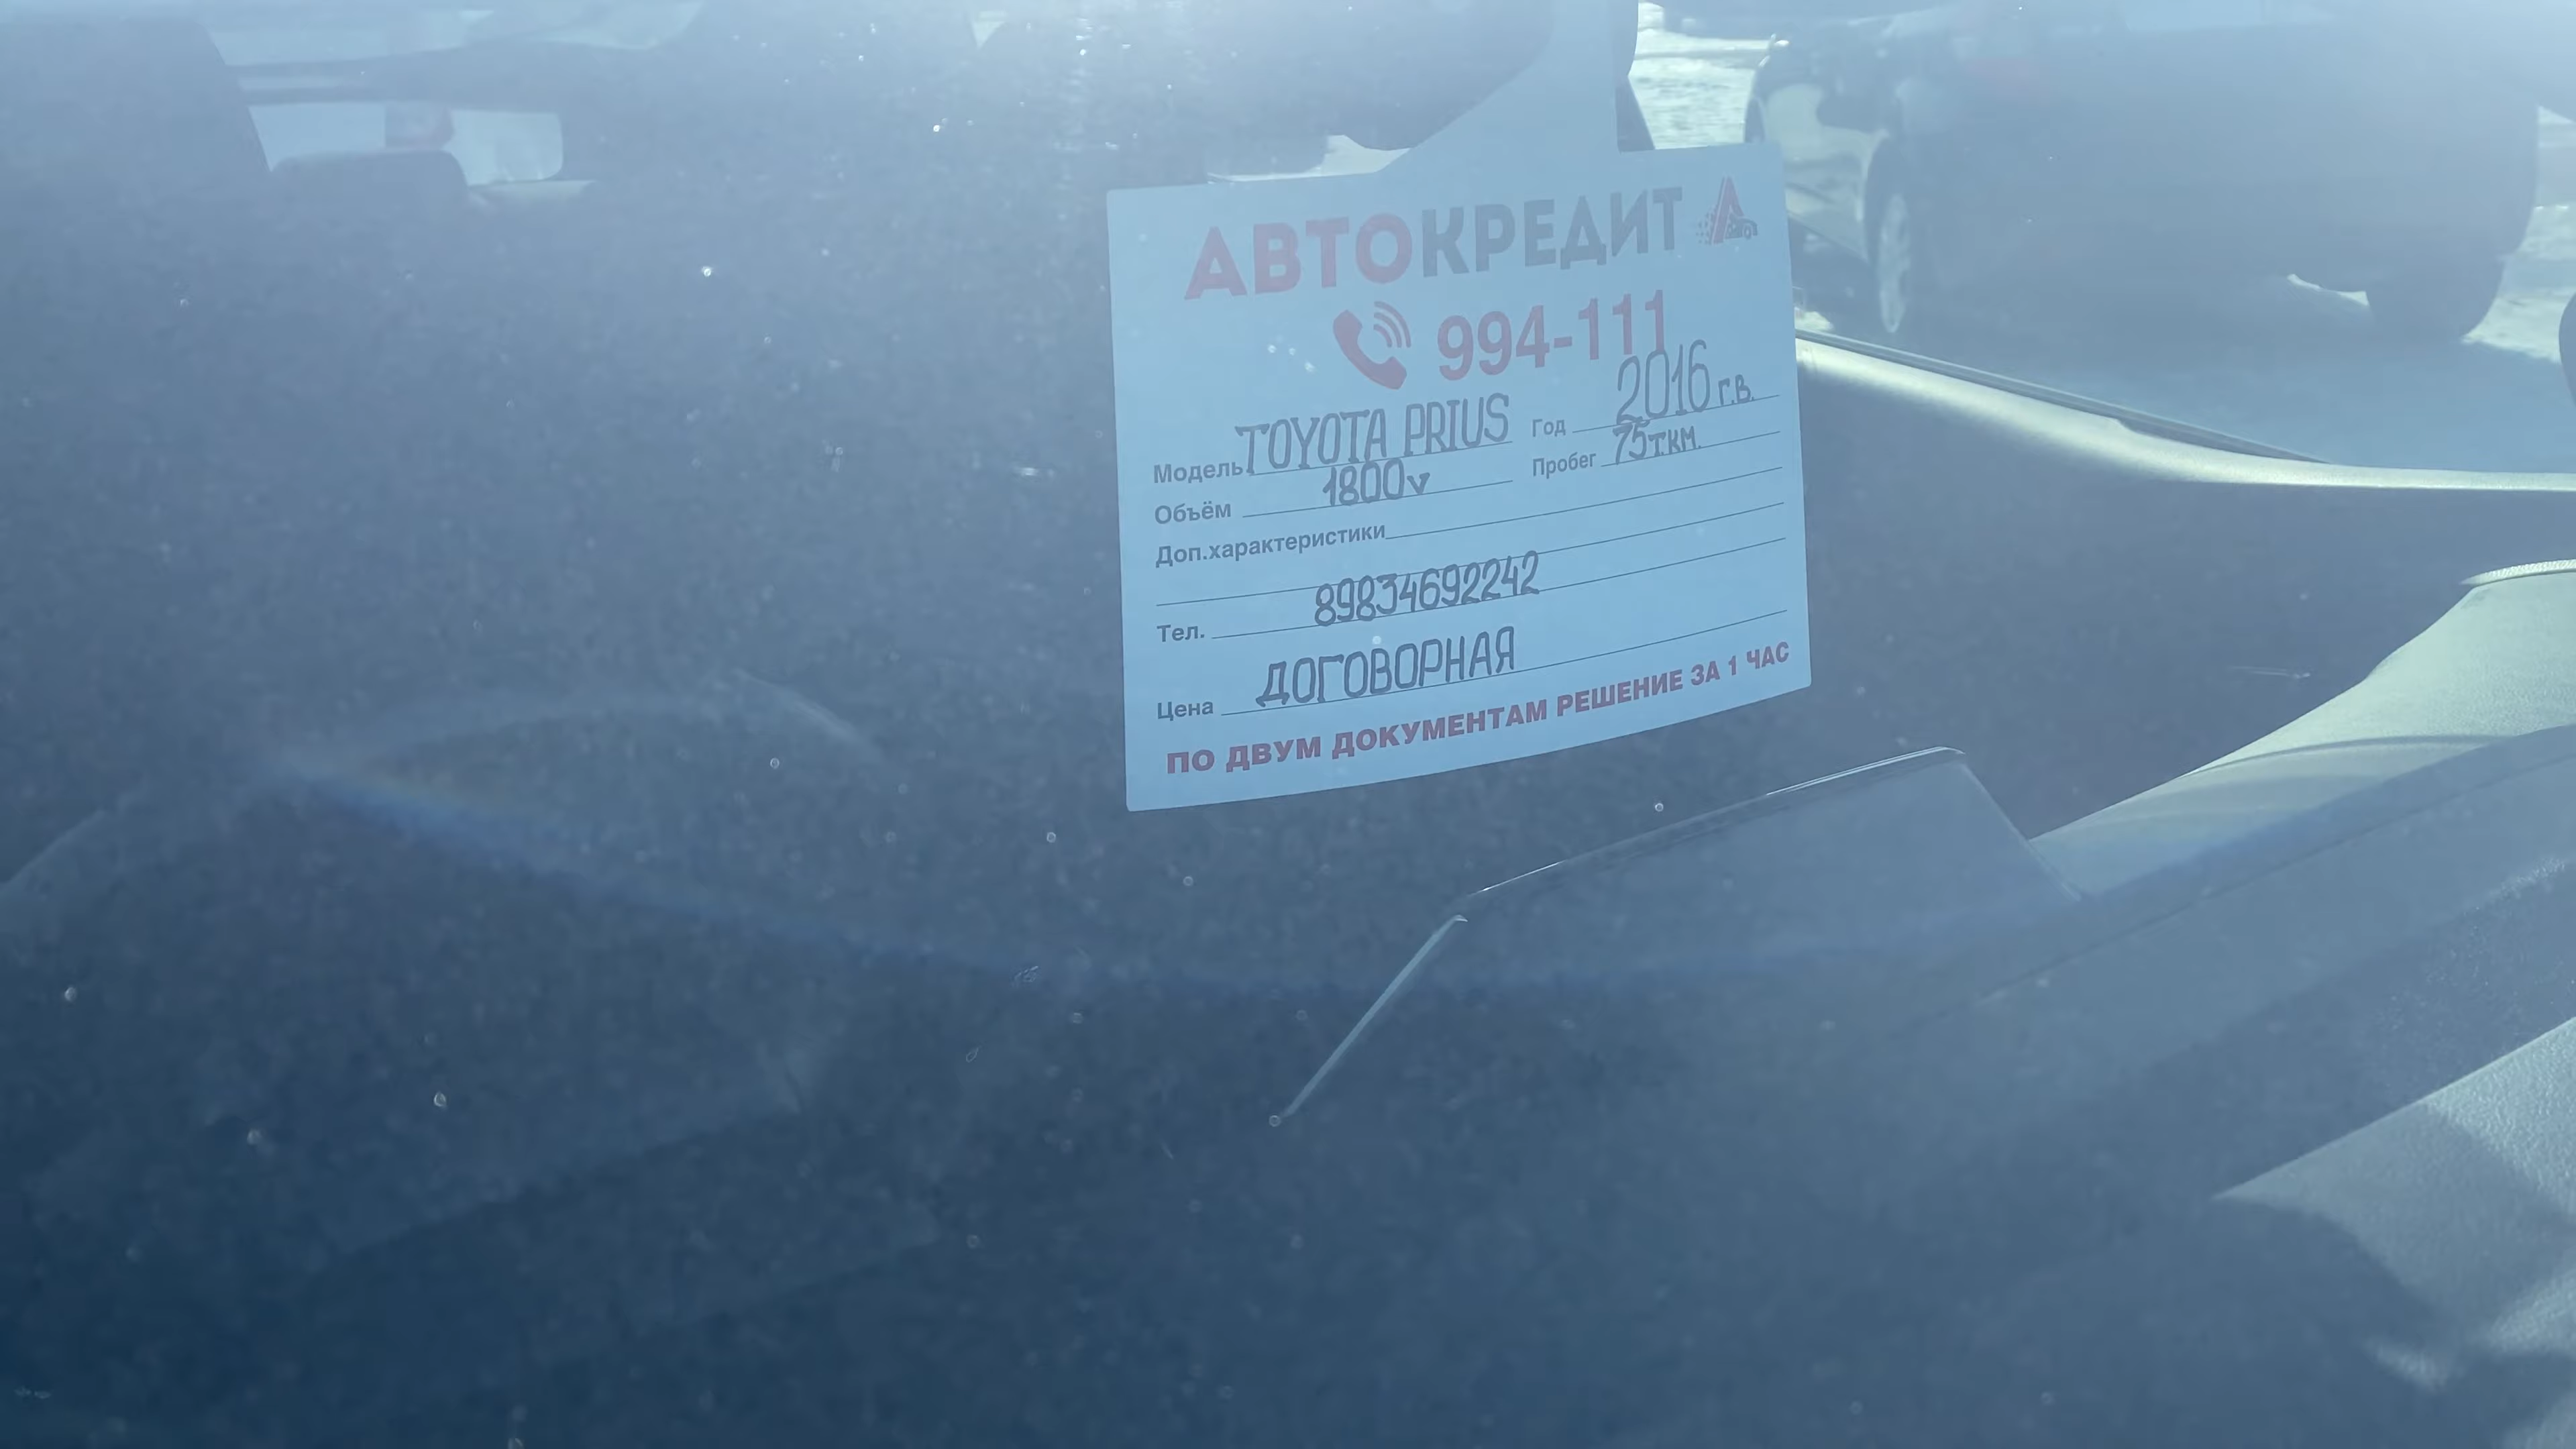 АВТОКРЕДИТ
994-111
Модель TOYOTA PRIUS Год 2016 г.в.
Объём 1800v Пробег 75т.км.
Доп.характеристики
Тел. 89834692242
Цена ДОГОВОРНАЯ
ПО ДВУМ ДОКУМЕНТАМ РЕШЕНИЕ ЗА 1 ЧАС